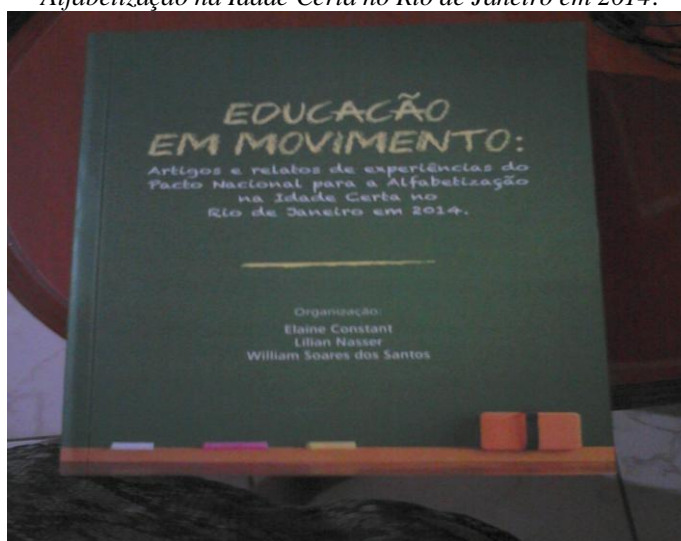 Alfabetização na Idade Certa no Rio de Janeiro em 2014.
EDUCACÃO
EM MOVIMENTO:
Artigos e relatos de experiências do
Pacto Nacional para a Alfabetização
na Idade Certa no
Rio de Janeiro em 2014.
Organização:
Elaine Constant
Lilian Nasser
William Soares dos Santos